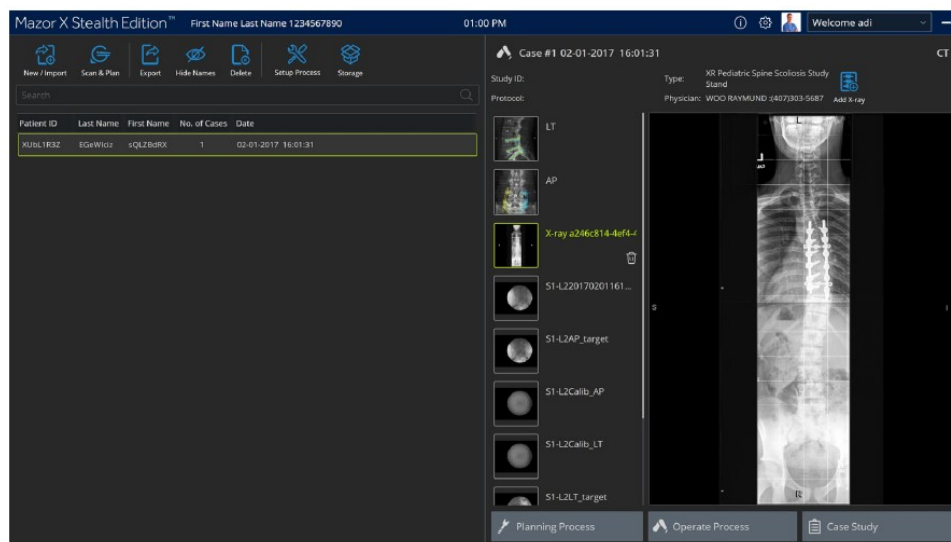 Mazor X Stealth Edition™ First Name Last Name 1234567890 01:00 PM Welcome adi
New / Import Scan & Plan Export Hide Names Delete Setup Process Storage
Search
Patient ID Last Name First Name No. of Cases Date
XUbL1R3Z EGeWiciz sQLZBdRX 1 02-01-2017 16:01:31
Case #1 02-01-2017 16:01:31 CT
Study ID:
Type: XR Pediatric Spine Scoliosis Study
Stand
Protocol:
Physician: WOO RAYMUND :(407)303-5687
Add X-ray
LT
AP
X-ray a246c814-4ef4-4
S1-L220170201161...
S1-L2AP_target
S1-L2Calib_AP
S1-L2Calib_LT
S1-L2LT_target
L
L
S
I
Planning Process Operate Process Case Study